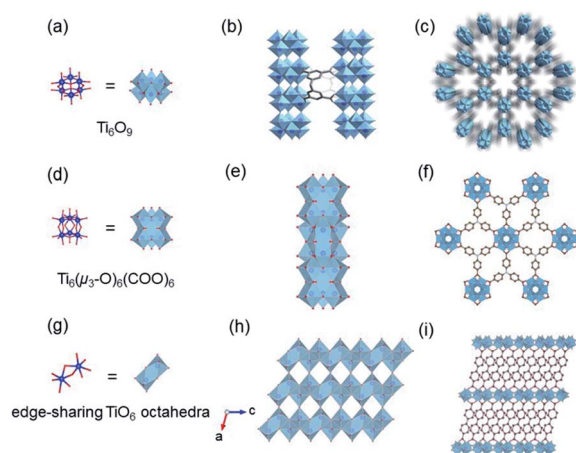 (a)
(b)
(c)
=
Ti₆O₉
(d)
(e)
(f)
=
Ti₆(μ₃-O)₆(COO)₆
(g)
(h)
(i)
=
edge-sharing TiO₆ octahedra
c
a